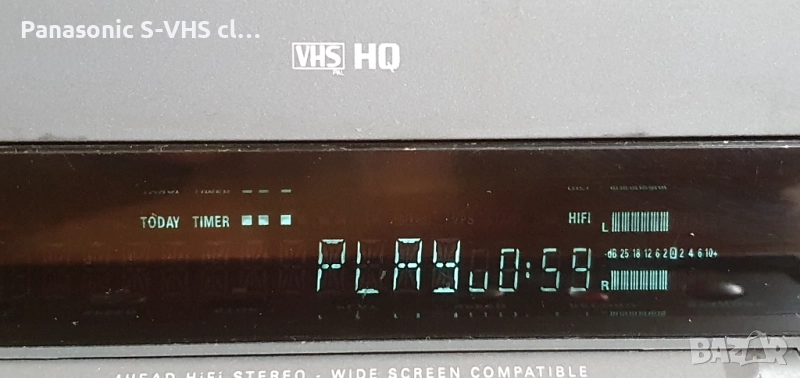 Panasonic S-VHS cl...
VHS HQ
PAL
TODAY TIMER
HIFI L
PLAY 0:59
-dB 25 18 12 6 2 0 2 4 6 10+
R
HiFi STEREO - WIDE SCREEN COMPATIBLE
BAZAR